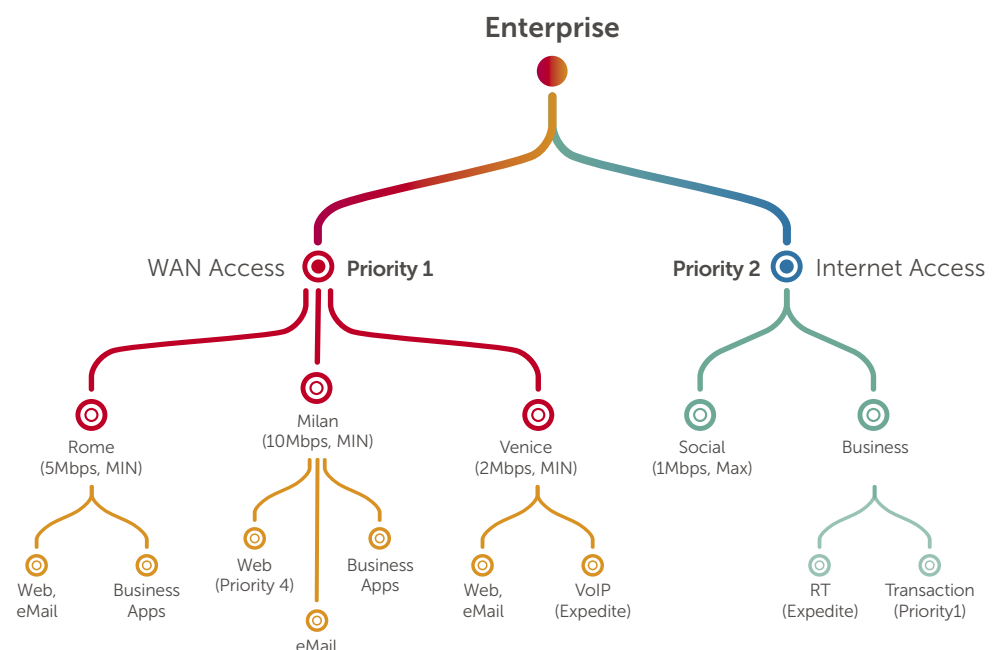 Enterprise
WAN Access
Priority 1
Priority 2
Internet Access
Rome
(5Mbps, MIN)
Milan
(10Mbps, MIN)
Venice
(2Mbps, MIN)
Social
(1Mbps, Max)
Business
Web,
eMail
Business
Apps
Web
(Priority 4)
eMail
Business
Apps
Web,
eMail
VoIP
(Expedite)
RT
(Expedite)
Transaction
(Priority1)